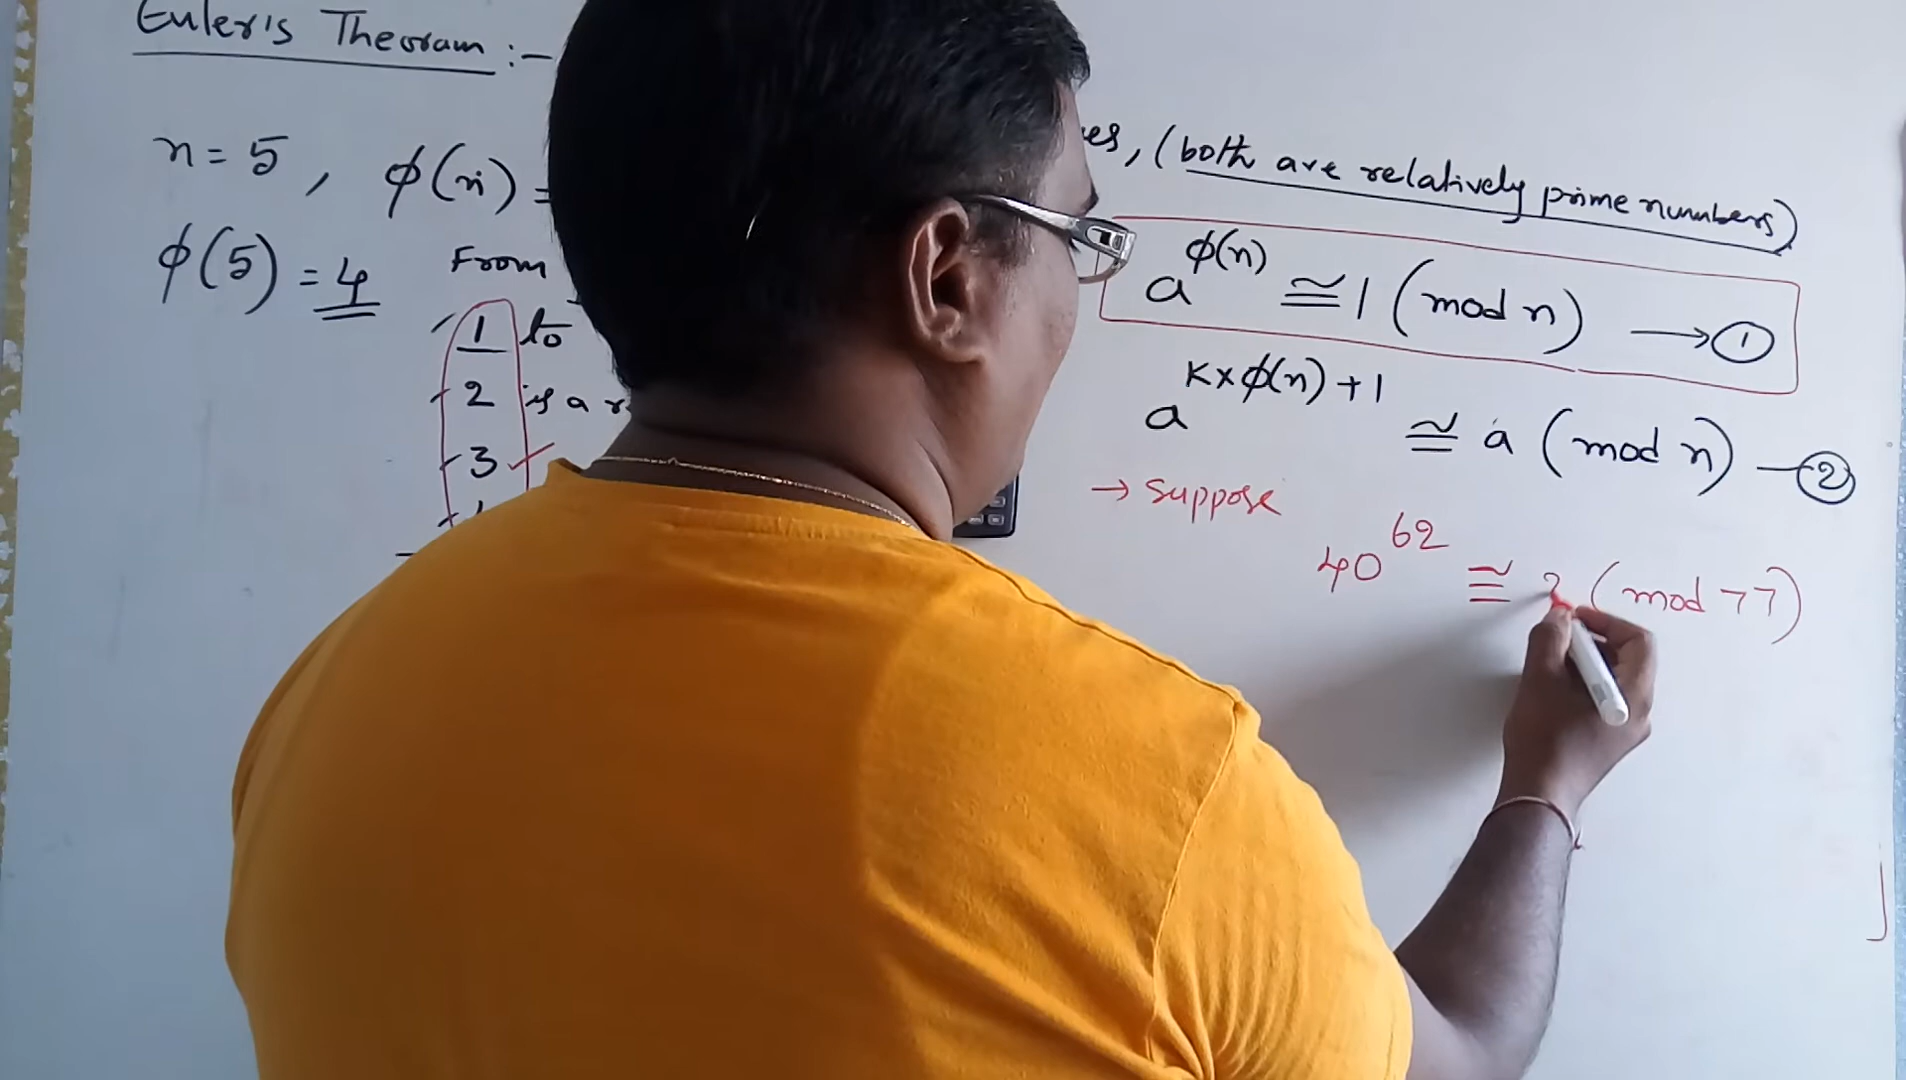 Euler's Theoram :-
n = 5 , ϕ(n) =
ϕ(5) = 4
From
1 to
2 is a
3
(both are relatively prime numbers)
a^ϕ(n) ≅ 1 (mod n) → ①
a^K×ϕ(n)+1 ≅ a (mod n) — ②
→ suppose
40^62 ≅ ? (mod 77)